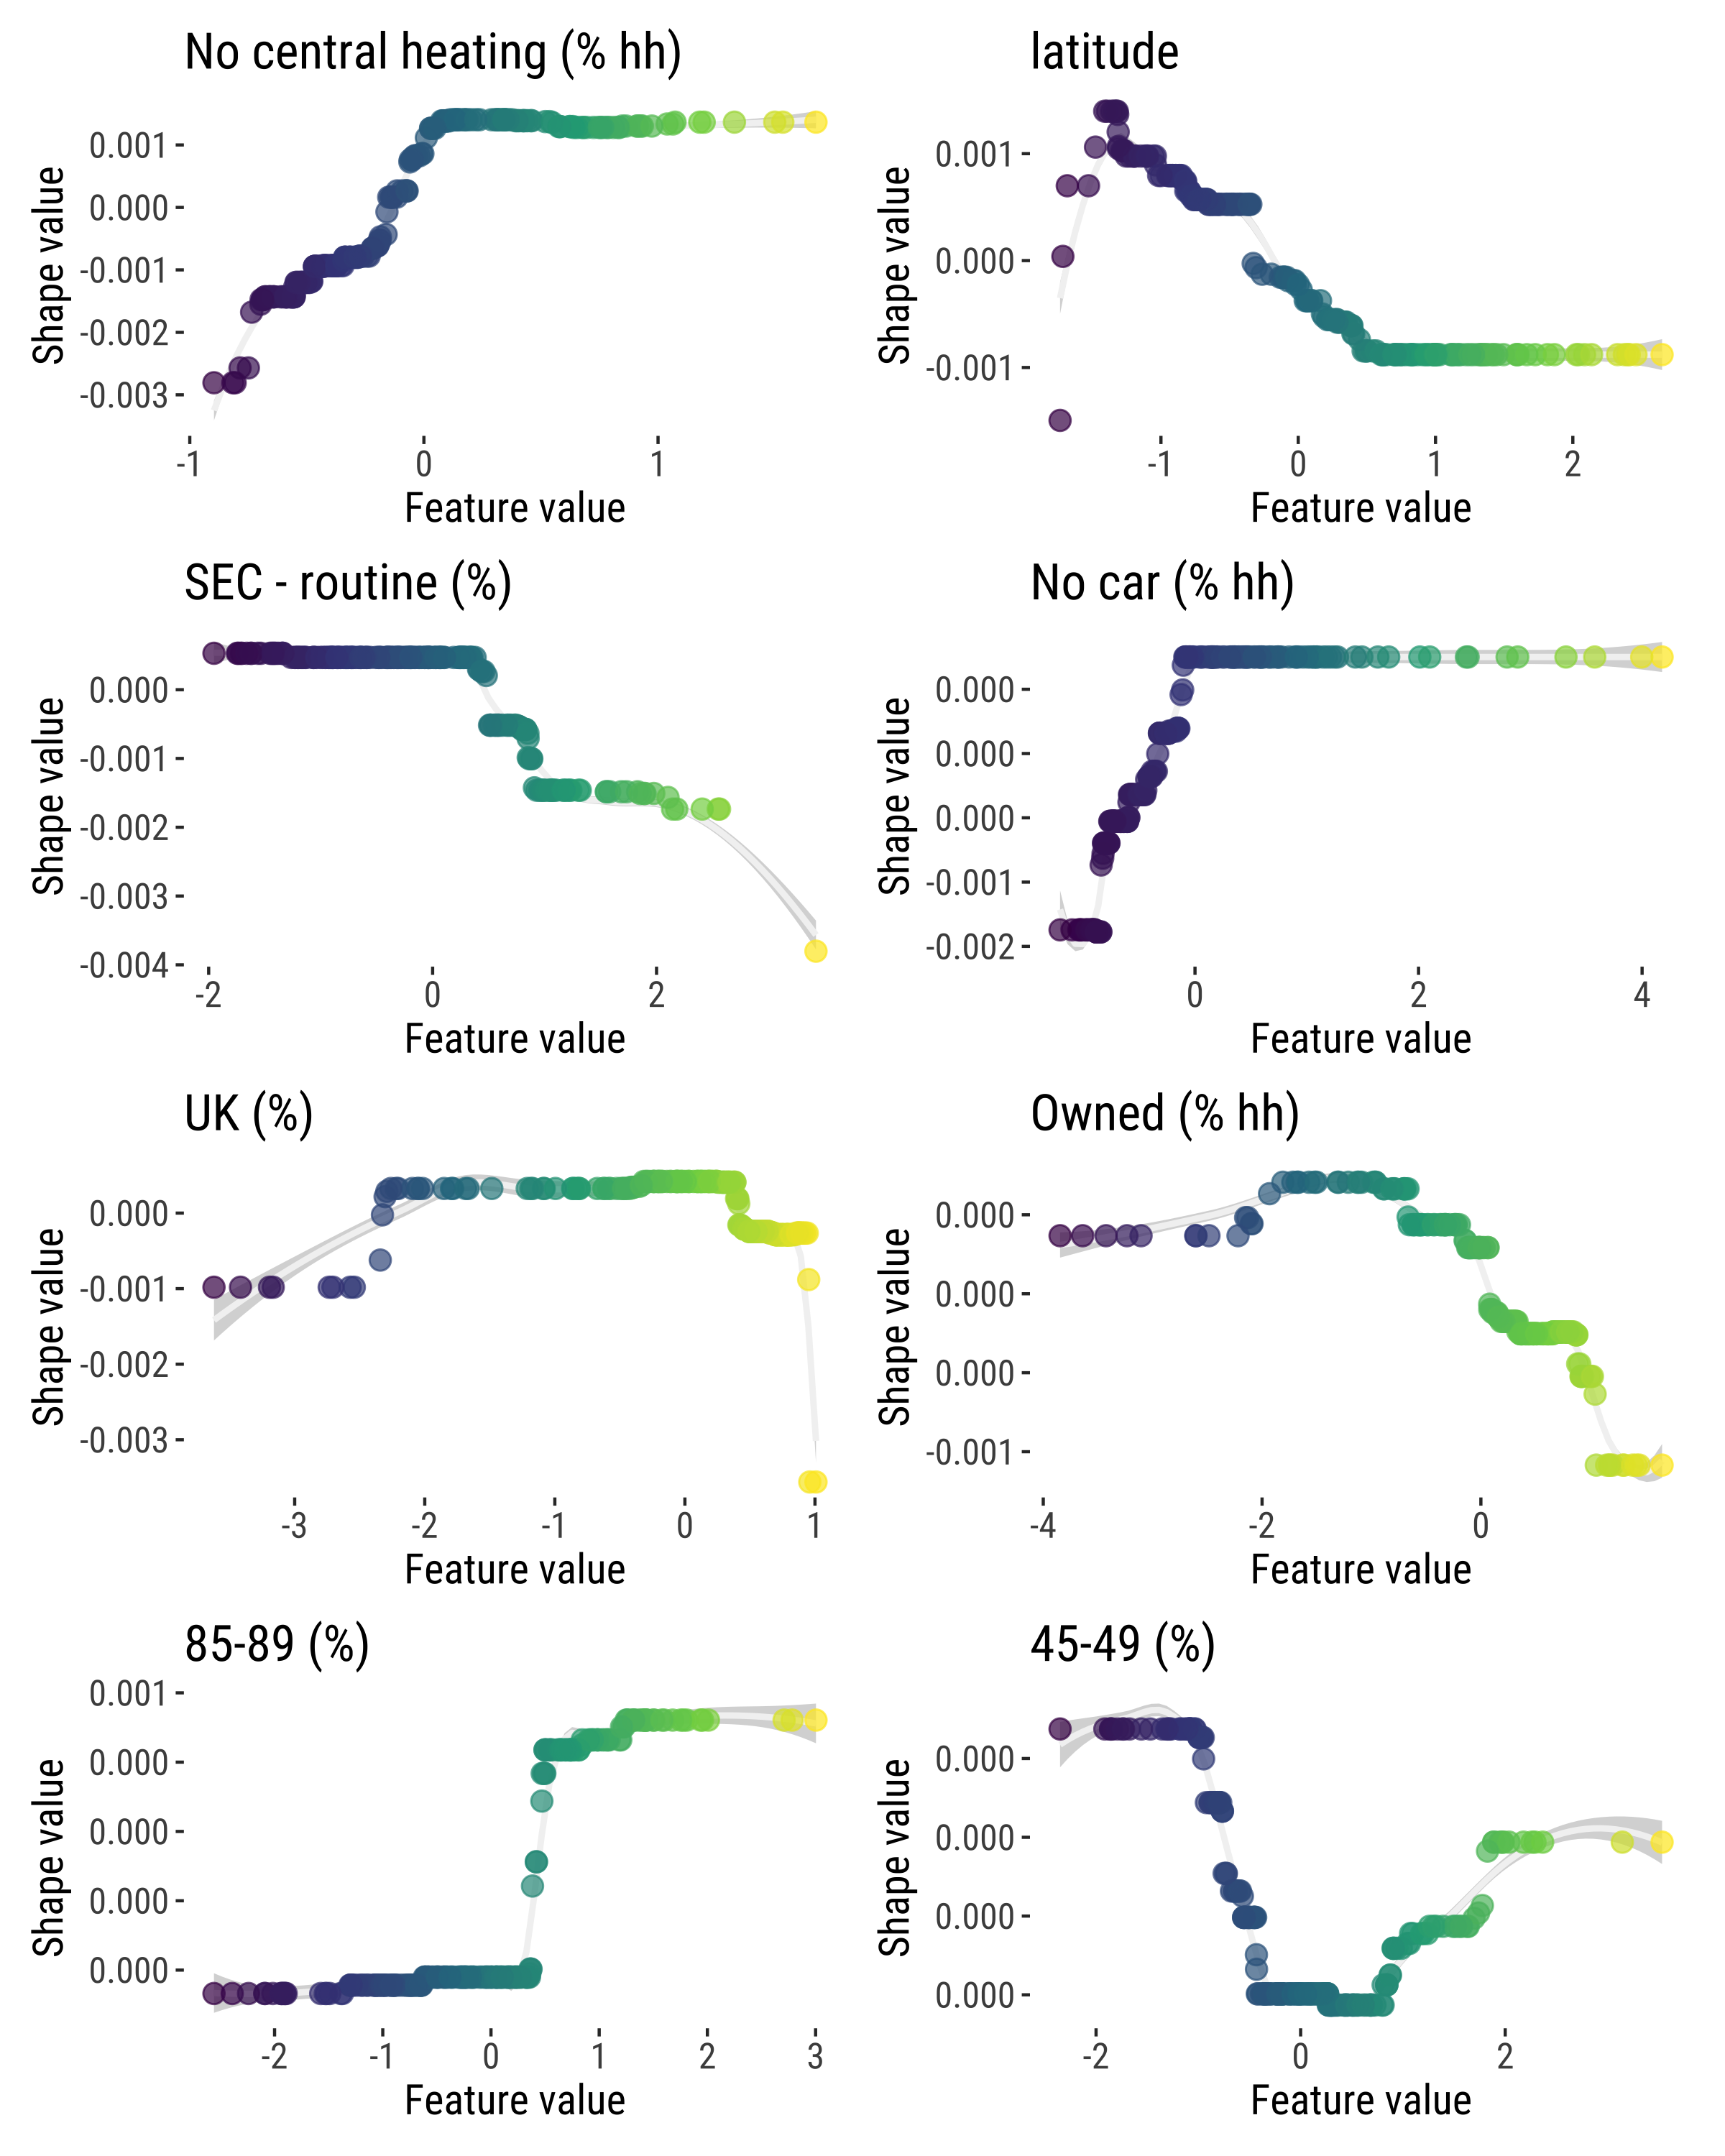 No central heating (% hh)
Shape value
0.001
0.000
-0.001
-0.002
-0.003
-1 0 1
Feature value
latitude
Shape value
0.001
0.000
-0.001
-1 0 1 2
Feature value
SEC - routine (%)
Shape value
0.000
-0.001
-0.002
-0.003
-0.004
-2 0 2
Feature value
No car (% hh)
Shape value
0.000
0.000
0.000
-0.001
-0.002
0 2 4
Feature value
UK (%)
Shape value
0.000
-0.001
-0.002
-0.003
-3 -2 -1 0 1
Feature value
Owned (% hh)
Shape value
0.000
0.000
0.000
-0.001
-4 -2 0
Feature value
85-89 (%)
Shape value
0.001
0.000
0.000
0.000
0.000
-2 -1 0 1 2 3
Feature value
45-49 (%)
Shape value
0.000
0.000
0.000
0.000
-2 0 2
Feature value